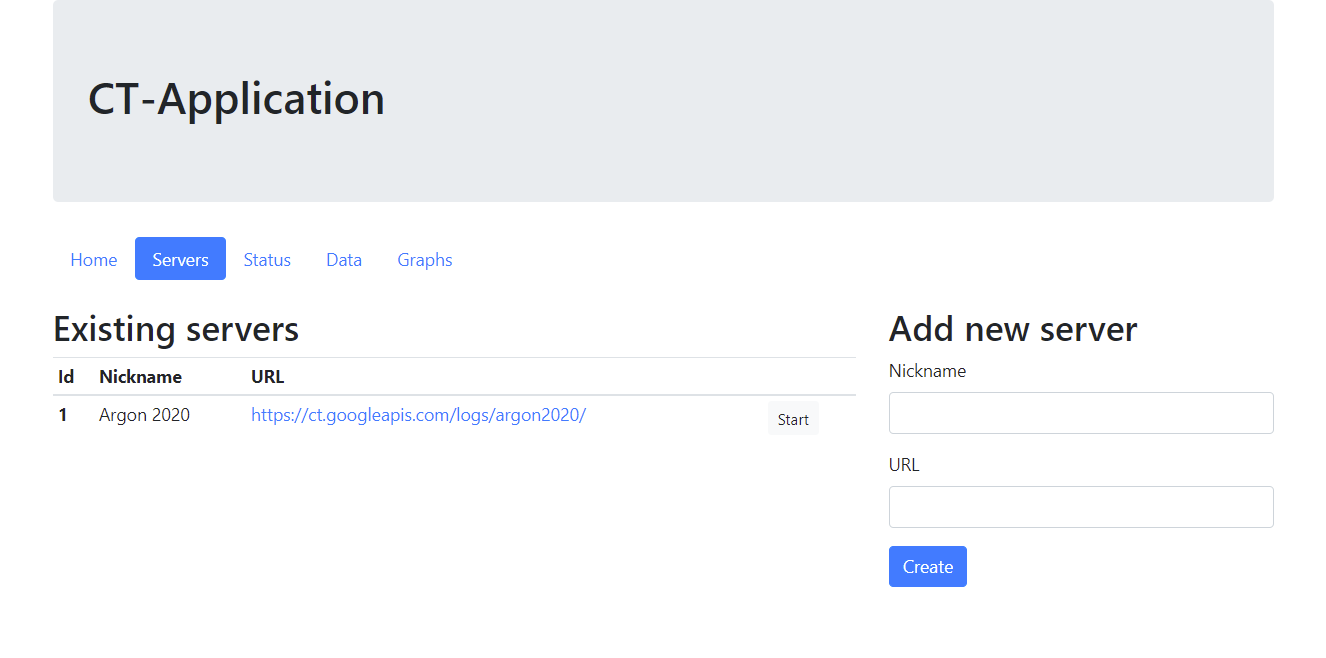 CT-Application
Home Servers Status Data Graphs
Existing servers
Id Nickname URL
1 Argon 2020 https://ct.googleapis.com/logs/argon2020/ Start
Add new server
Nickname
URL
Create